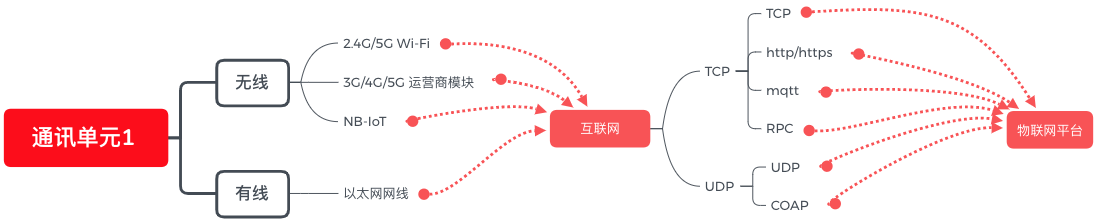 通讯单元1
无线
2.4G/5G Wi-Fi
3G/4G/5G 运营商模块
NB-IoT
有线
以太网网线
互联网
TCP
TCP
http/https
mqtt
RPC
UDP
UDP
COAP
物联网平台